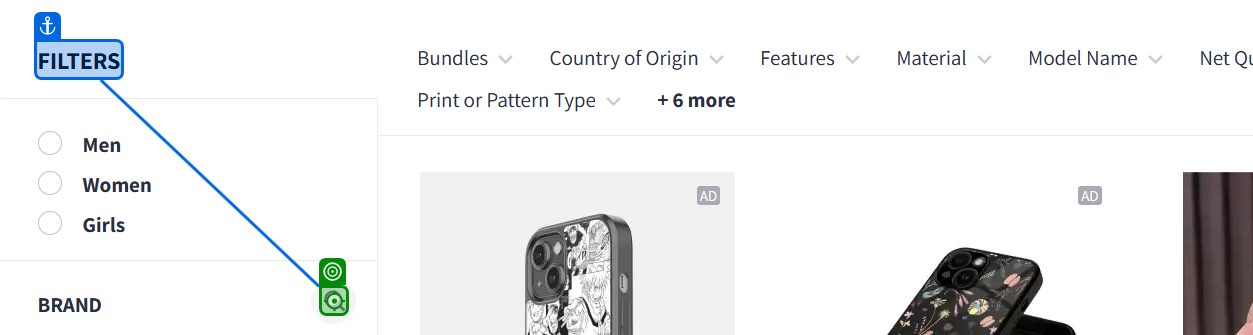 FILTERS
Bundles Country of Origin Features Material Model Name Net Qu
Print or Pattern Type + 6 more
Men
Women
Girls
BRAND
AD
AD